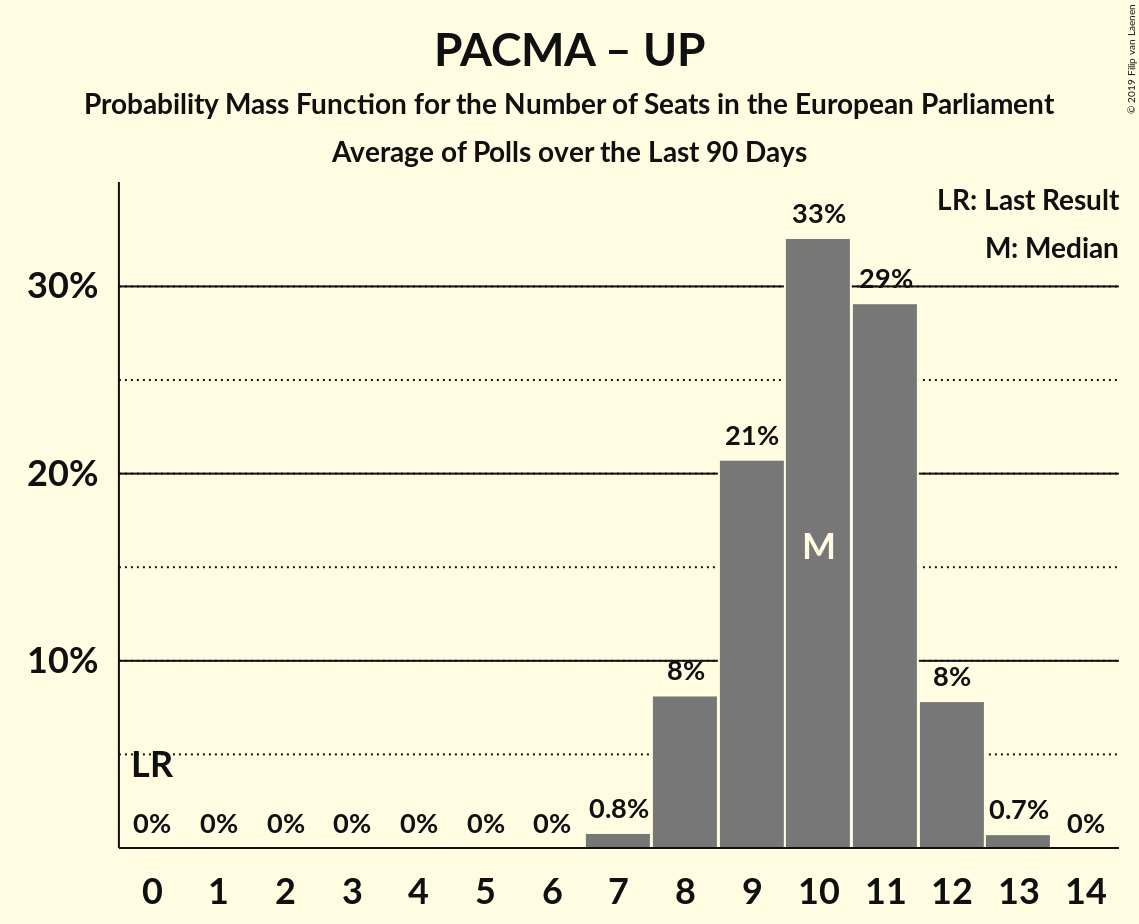 PACMA – UP
Probability Mass Function for the Number of Seats in the European Parliament
Average of Polls over the Last 90 Days
© 2019 Filip van Laenen
LR: Last Result
M: Median
33%
30%
29%
21%
20%
M
10%
8%
8%
LR
0%
0%
0%
0%
0%
0%
0%
0.8%
0.7%
0%
0 1 2 3 4 5 6 7 8 9 10 11 12 13 14